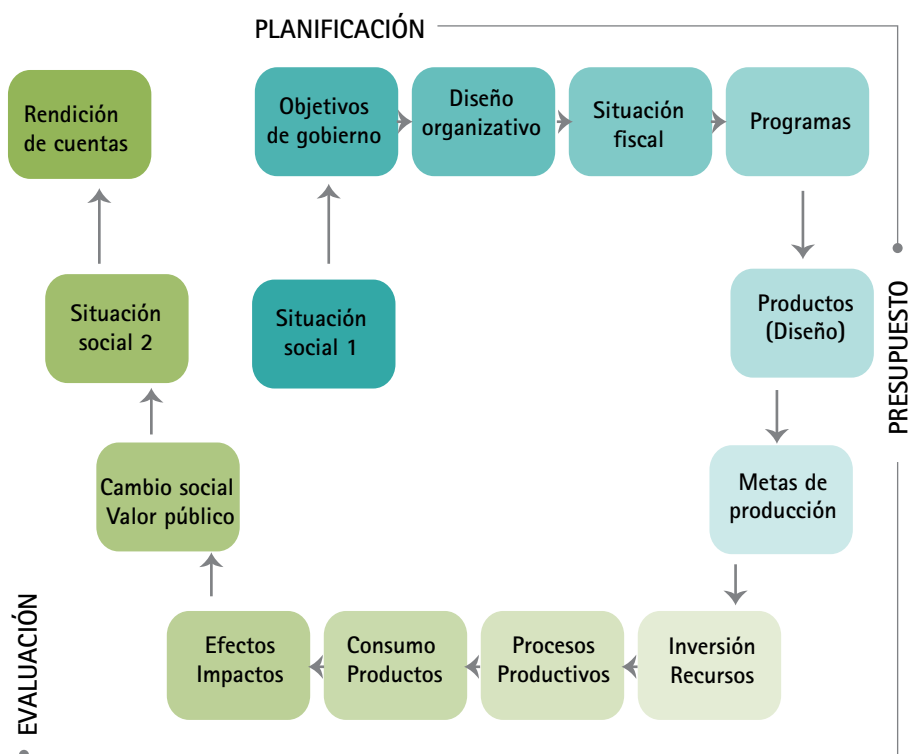 PLANIFICACIÓN
Objetivos
de gobierno
Diseño
organizativo
Situación
fiscal
Programas
Productos
(Diseño)
PRESUPUESTO
Metas de
producción
Inversión
Recursos
Procesos
Productivos
Consumo
Productos
Efectos
Impactos
EVALUACIÓN
Cambio social
Valor público
Situación
social 2
Rendición
de cuentas
Situación
social 1